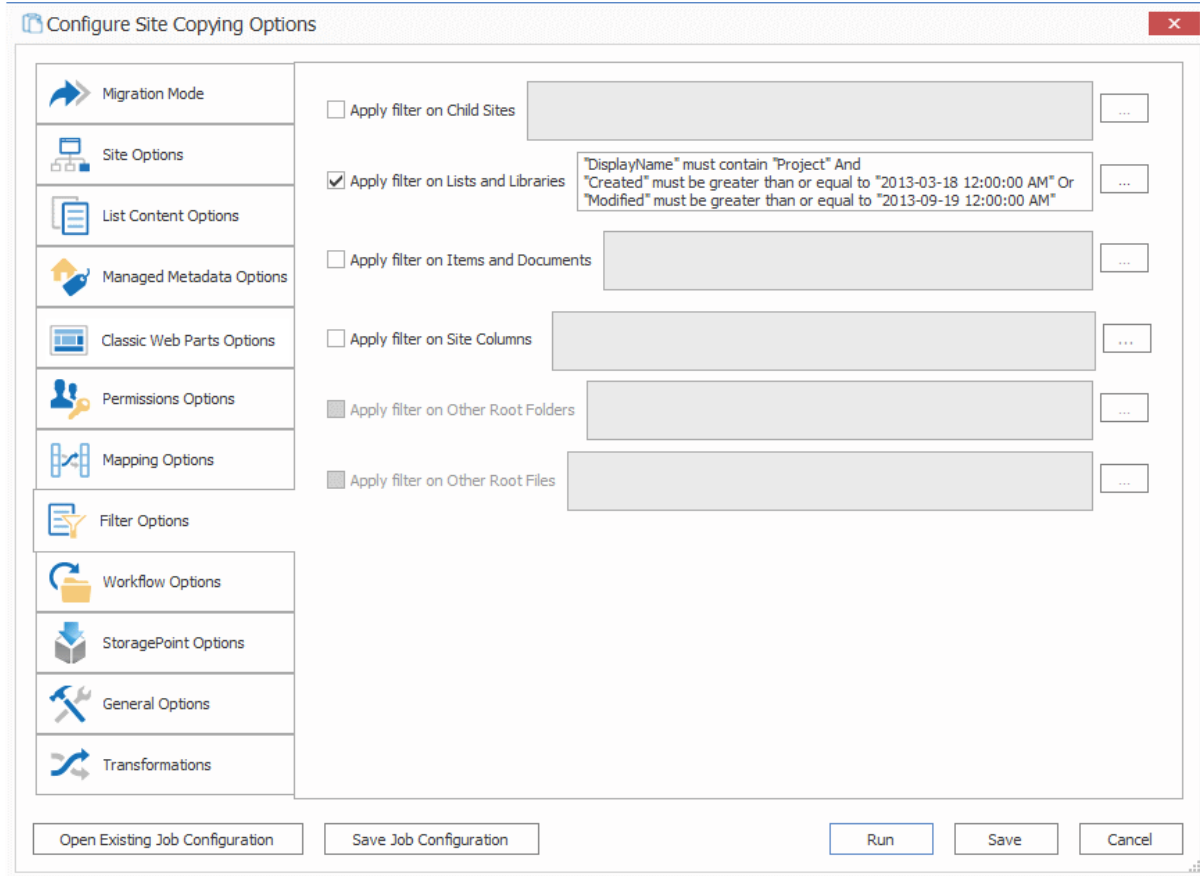 Configure Site Copying Options
Migration Mode
Site Options
List Content Options
Managed Metadata Options
Classic Web Parts Options
Permissions Options
Mapping Options
Filter Options
Workflow Options
StoragePoint Options
General Options
Transformations
Apply filter on Child Sites
...
Apply filter on Lists and Libraries
"DisplayName" must contain "Project" And
"Created" must be greater than or equal to "2013-03-18 12:00:00 AM" Or
"Modified" must be greater than or equal to "2013-09-19 12:00:00 AM"
...
Apply filter on Items and Documents
...
Apply filter on Site Columns
...
Apply filter on Other Root Folders
...
Apply filter on Other Root Files
...
Open Existing Job Configuration
Save Job Configuration
Run
Save
Cancel